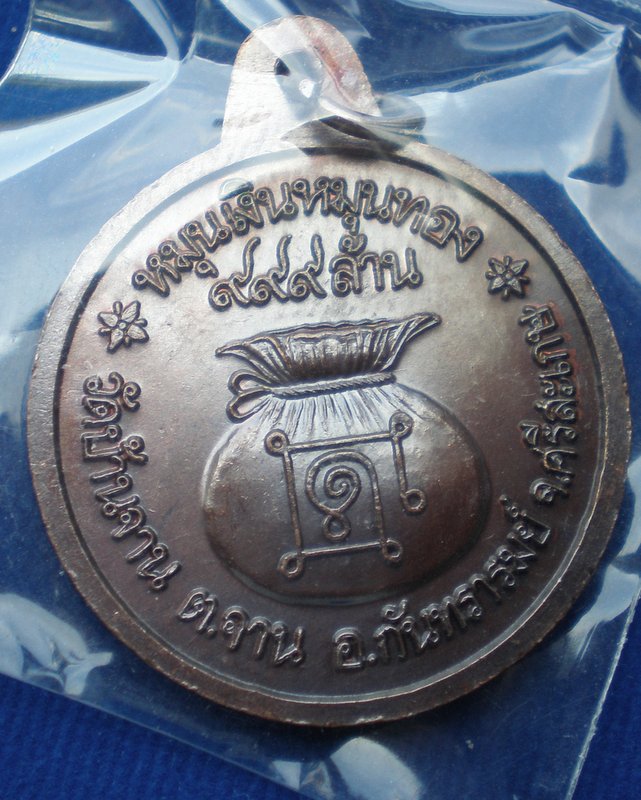 หมุนเงินหมุนทอง
๙๙๙ ล้าน
วัดบ้านจาน ต.จาน อ.กันทรารมย์ จ.ศรีสะเกษ